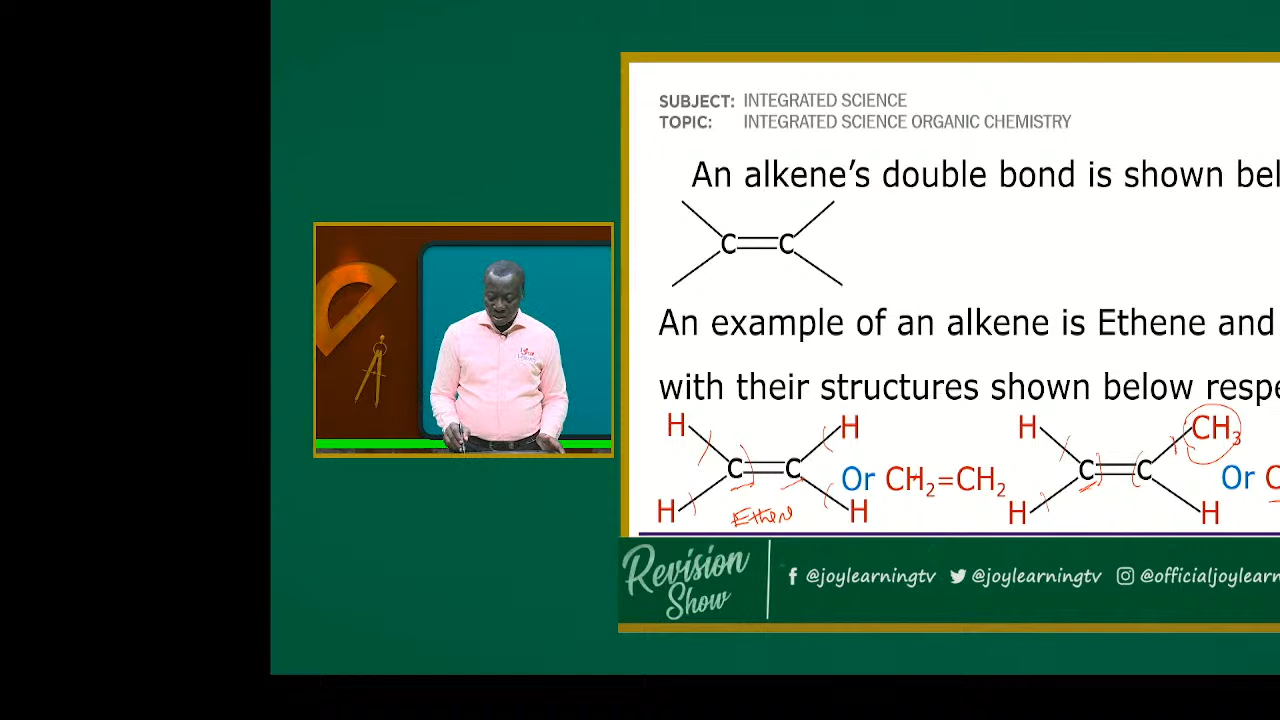 SUBJECT: INTEGRATED SCIENCE
TOPIC: INTEGRATED SCIENCE ORGANIC CHEMISTRY
An alkene's double bond is shown bel
C=C
An example of an alkene is Ethene and
with their structures shown below respe
H H H CH₃
C=C Or CH₂=CH₂ C=C Or C
H H H H
Ethene
Revision
Show
@joylearningtv @joylearningtv @officialjoylearn